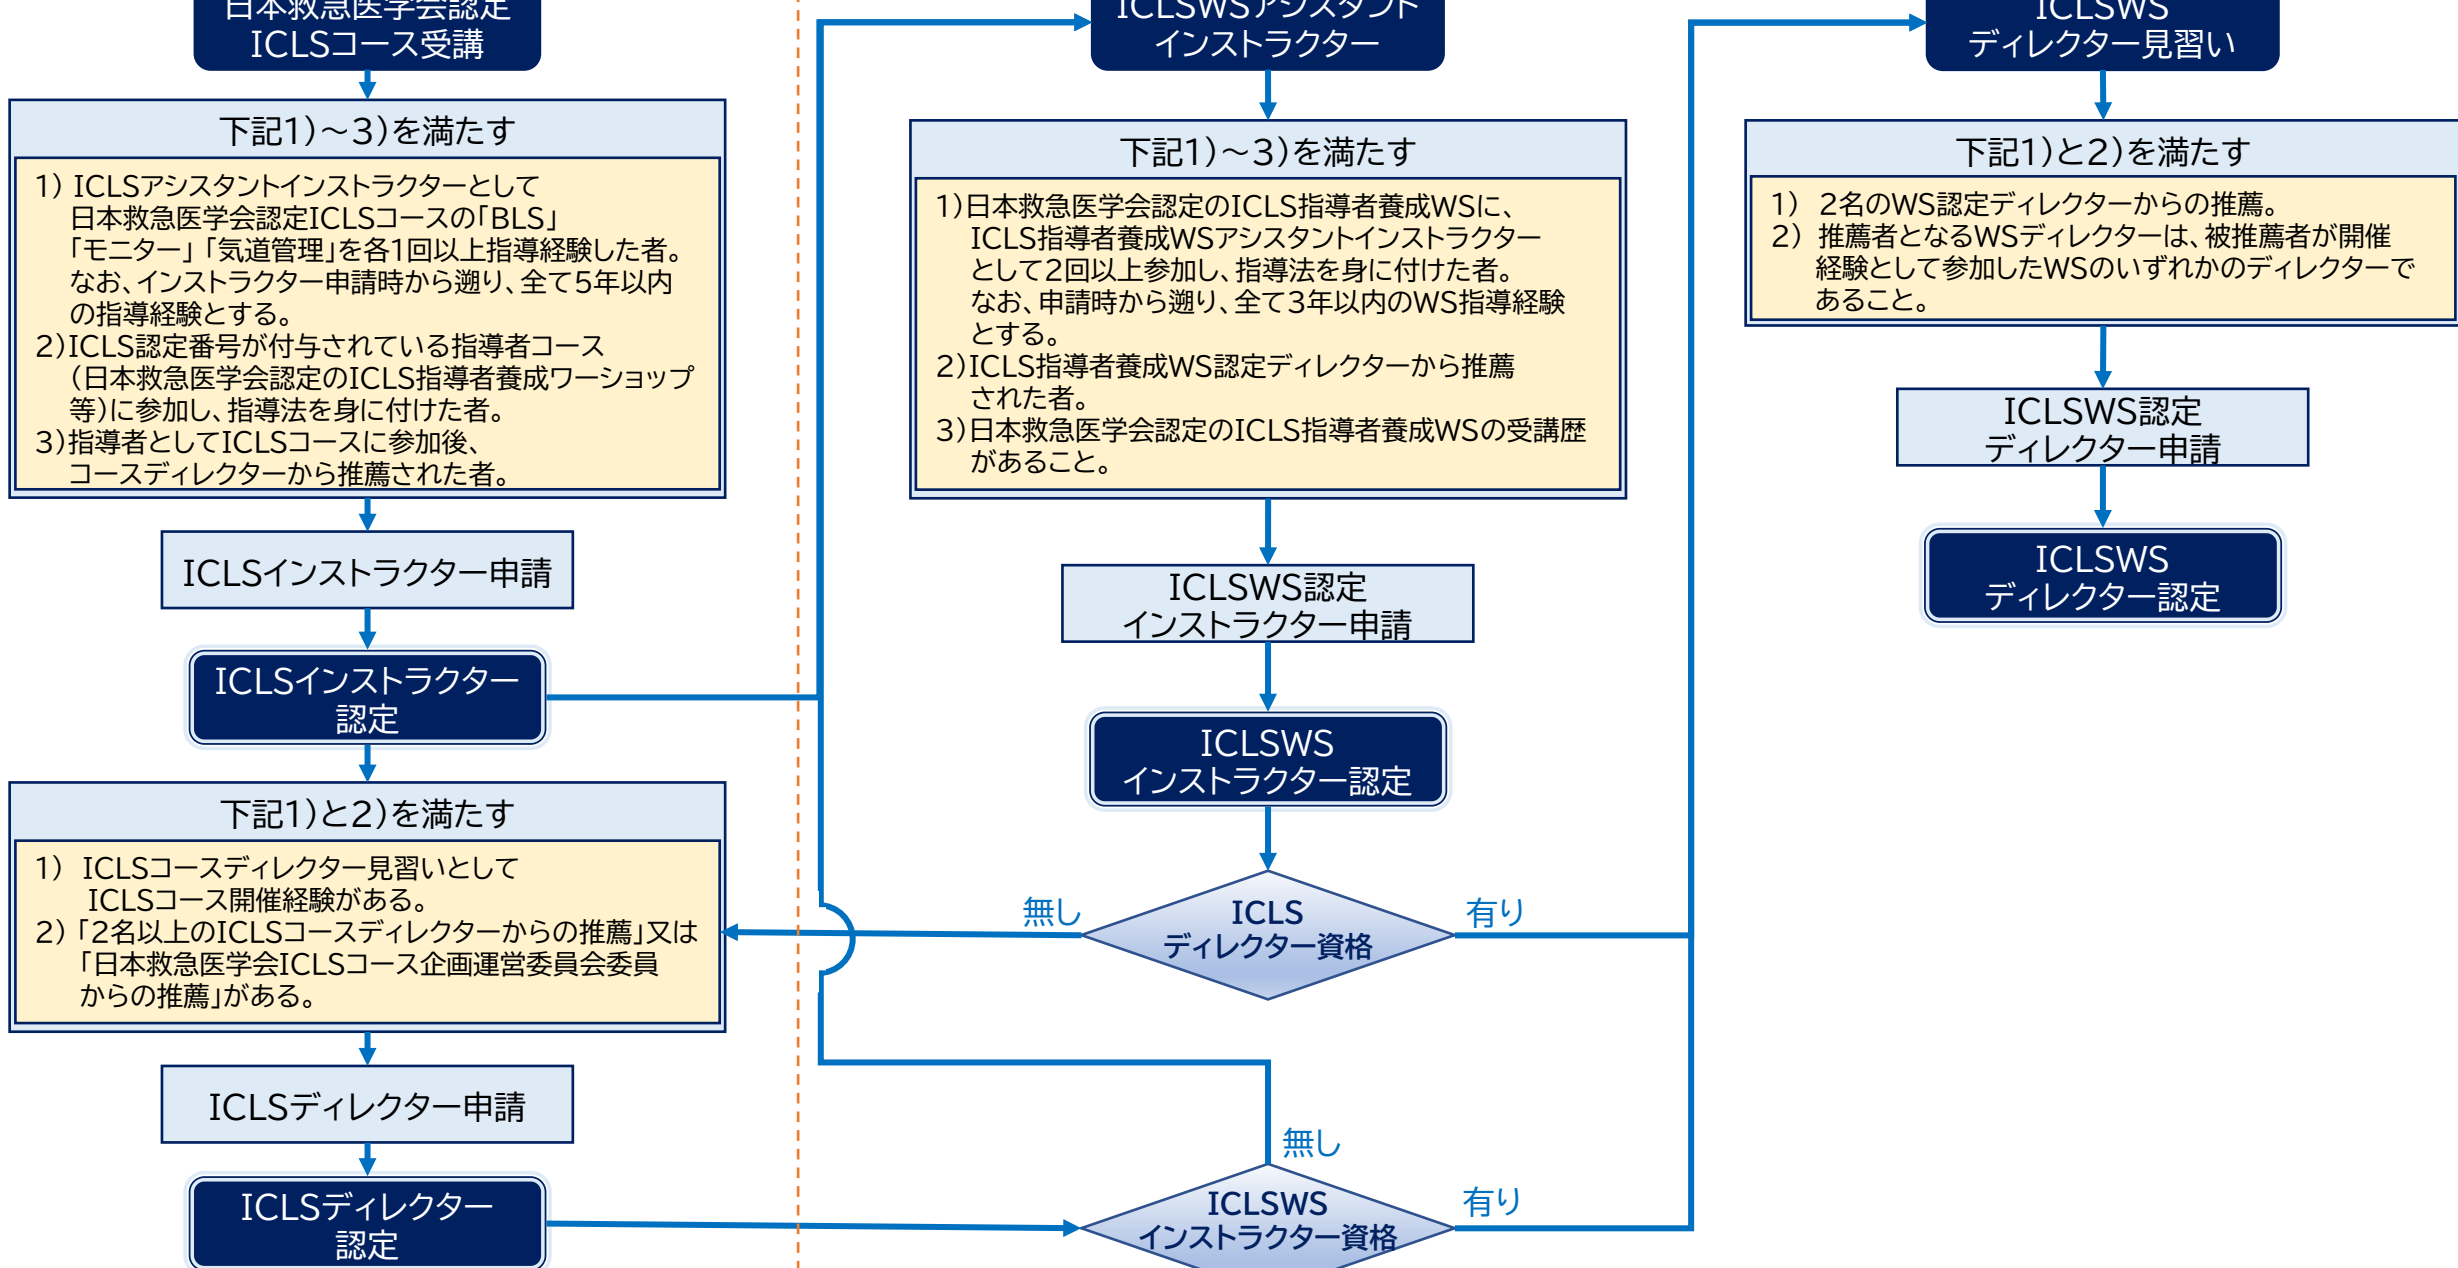 日本救急医学会認定
ICLSコース受講
下記1)～3)を満たす
1) ICLSアシスタントインストラクターとして
日本救急医学会認定ICLSコースの「BLS」
「モニター」「気道管理」を各1回以上指導経験した者。
なお、インストラクター申請時から遡り、全て5年以内
の指導経験とする。
2)ICLS認定番号が付与されている指導者コース
(日本救急医学会認定のICLS指導者養成ワーショップ
等)に参加し、指導法を身に付けた者。
3)指導者としてICLSコースに参加後、
コースディレクターから推薦された者。
ICLSインストラクター申請
ICLSインストラクター
認定
下記1)と2)を満たす
1) ICLSコースディレクター見習いとして
ICLSコース開催経験がある。
2)「2名以上のICLSコースディレクターからの推薦」又は
「日本救急医学会ICLSコース企画運営委員会委員
からの推薦」がある。
ICLSディレクター申請
ICLSディレクター
認定
ICLSWSアシスタント
インストラクター
下記1)～3)を満たす
1)日本救急医学会認定のICLS指導者養成WSに、
ICLS指導者養成WSアシスタントインストラクター
として2回以上参加し、指導法を身に付けた者。
なお、申請時から遡り、全て3年以内のWS指導経験
とする。
2)ICLS指導者養成WS認定ディレクターから推薦
された者。
3)日本救急医学会認定のICLS指導者養成WSの受講歴
があること。
ICLSWS認定
インストラクター申請
ICLSWS
インストラクター認定
無し
ICLS
ディレクター資格
有り
無し
ICLSWS
インストラクター資格
有り
ICLSWS
ディレクター見習い
下記1)と2)を満たす
1) 2名のWS認定ディレクターからの推薦。
2) 推薦者となるWSディレクターは、被推薦者が開催
経験として参加したWSのいずれかのディレクターで
あること。
ICLSWS認定
ディレクター申請
ICLSWS
ディレクター認定